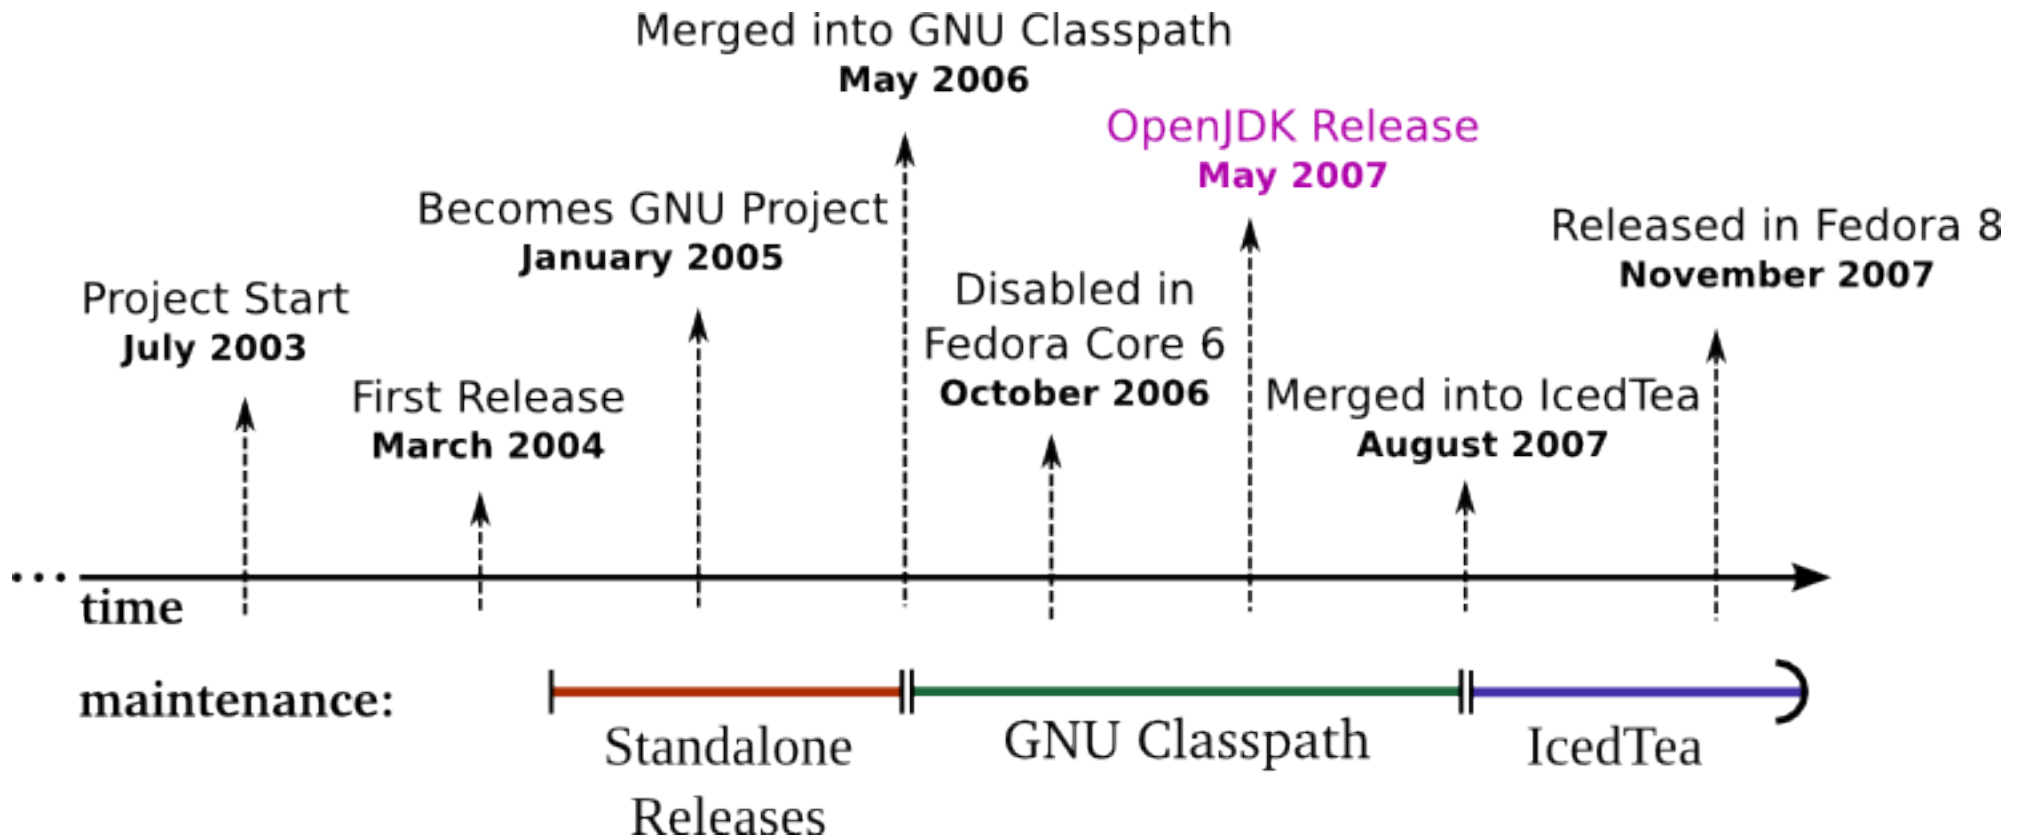 Merged into GNU Classpath
May 2006
OpenJDK Release
May 2007
Becomes GNU Project
January 2005
Released in Fedora 8
November 2007
Project Start
July 2003
Disabled in
Fedora Core 6
October 2006
First Release
March 2004
Merged into IcedTea
August 2007
time
maintenance:
Standalone
Releases
GNU Classpath
IcedTea